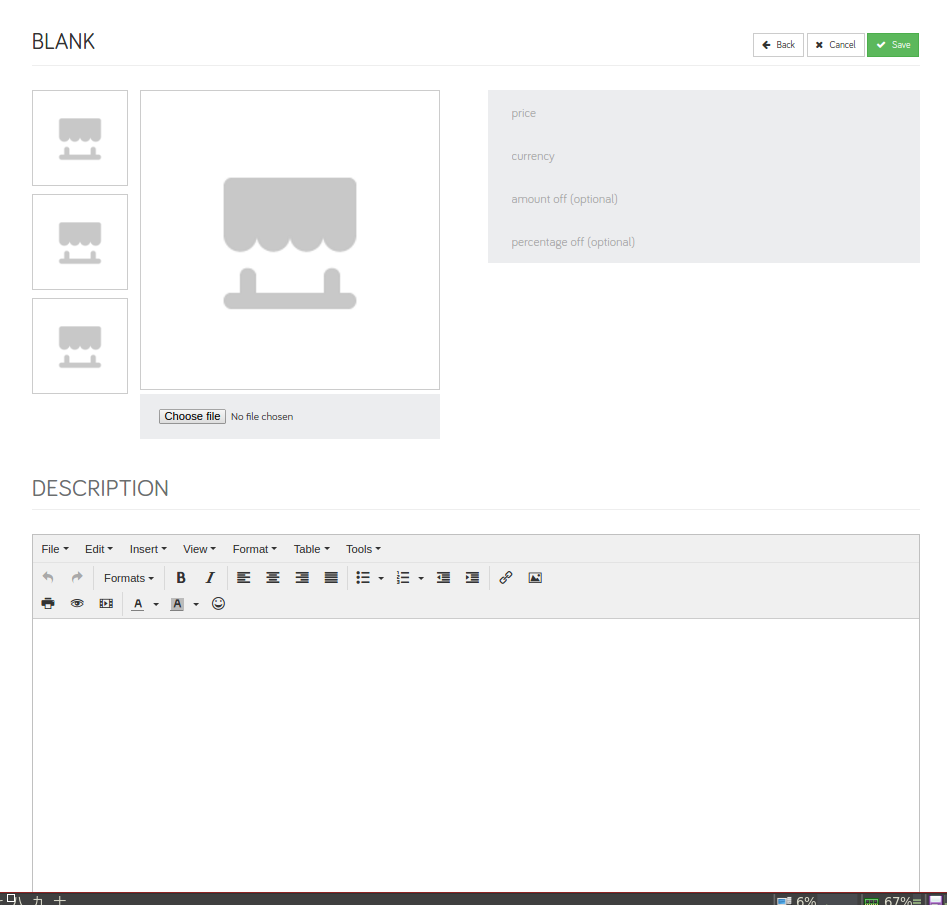 BLANK
Back Cancel Save
price
currency
amount off (optional)
percentage off (optional)
Choose file No file chosen
DESCRIPTION
File Edit Insert View Format Table Tools
Formats B I
A A
6% 67%